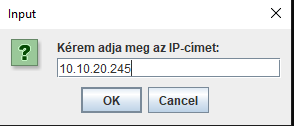 Input
?
Kérem adja meg az IP-címet:
10.10.20.245
OK Cancel